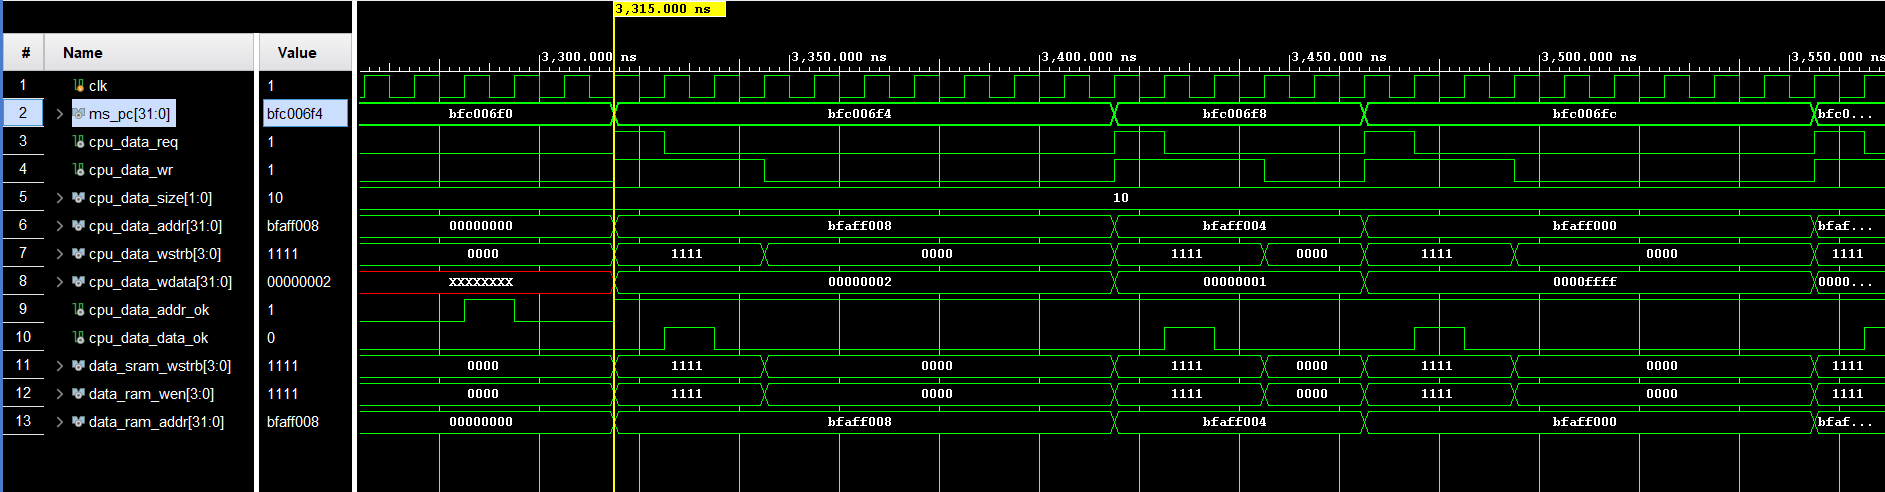 3,315.000 ns
# Name Value 3,300.000 ns 3,350.000 ns 3,400.000 ns 3,450.000 ns 3,500.000 ns 3,550.000 ns
1 clk 1
2 > ms_pc[31:0] bfc006f4 bfc006f0 bfc006f4 bfc006f8 bfc006fc bfc0...
3 cpu_data_req 1
4 cpu_data_wr 1
5 > cpu_data_size[1:0] 10 10
6 > cpu_data_addr[31:0] bfaff008 00000000 bfaff008 bfaff004 bfaff000 bfaf...
7 > cpu_data_wstrb[3:0] 1111 0000 1111 0000 1111 0000 1111 0000 1111
8 > cpu_data_wdata[31:0] 00000002 XXXXXXXX 00000002 00000001 0000ffff 0000...
9 cpu_data_addr_ok 1
10 cpu_data_data_ok 0
11 > data_sram_wstrb[3:0] 1111 0000 1111 0000 1111 0000 1111 0000 1111
12 > data_ram_wen[3:0] 1111 0000 1111 0000 1111 0000 1111 0000 1111
13 > data_ram_addr[31:0] bfaff008 00000000 bfaff008 bfaff004 bfaff000 bfaf...